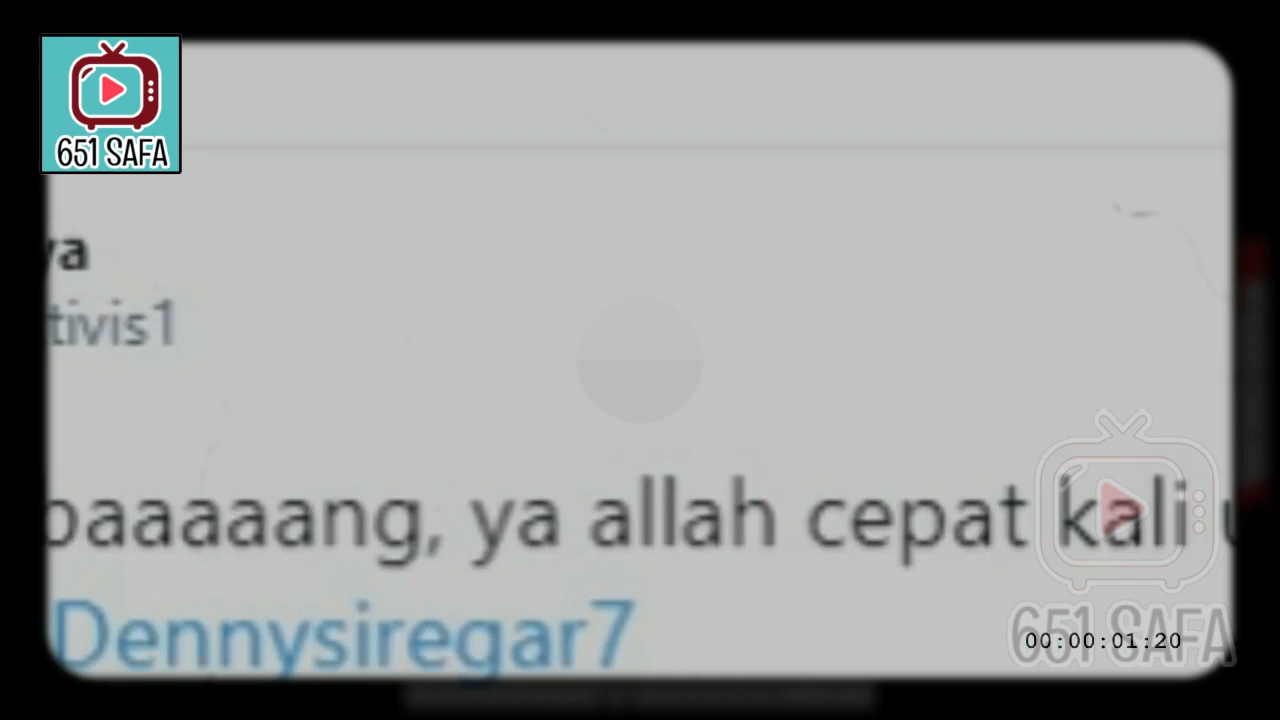 651 SAFA
ya
tivis1
baaaaang, ya allah cepat kali u
Dennysiregar7
651 SAFA
00:00:01:20